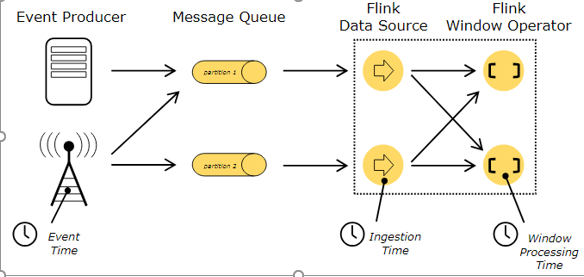 Event Producer
Message Queue
Flink
Data Source
Flink
Window Operator
partition 1
partition 2
Event
Time
Ingestion
Time
Window
Processing
Time